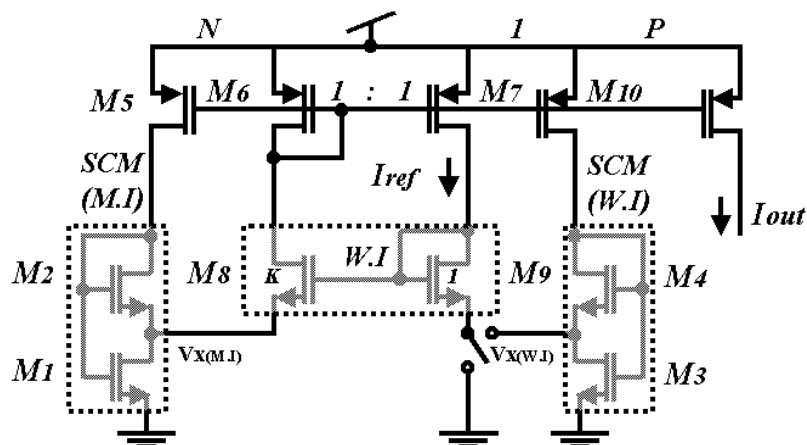 N 1 P
M5 M6 1 : 1 M7 M10
SCM
(M.I)
Iref
SCM
(W.I)
Iout
M2 M8 K W.I 1 M9 M4
Vx(M.I) Vx(W.I)
M1 M3